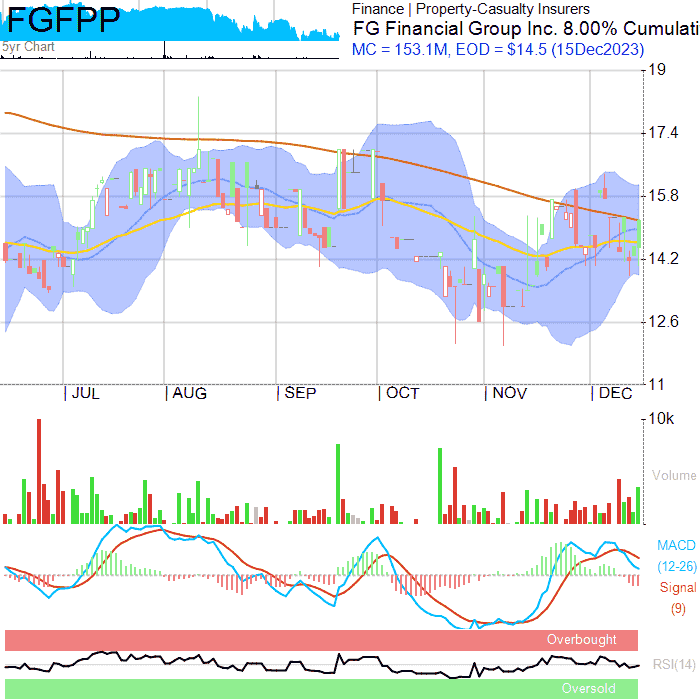 FGFPP
Finance | Property-Casualty Insurers
FG Financial Group Inc. 8.00% Cumulati
MC = 153.1M, EOD = $14.5 (15Dec2023)
5yr Chart
19
17.4
15.8
14.2
12.6
11
JUL AUG SEP OCT NOV DEC
10k
Volume
MACD
(12-26)
Signal
(9)
Overbought
RSI(14)
Oversold